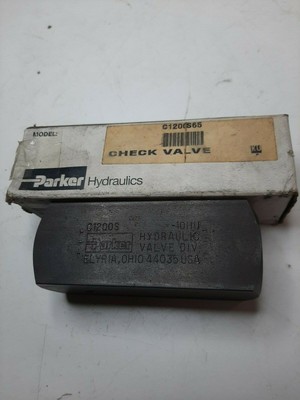 MODEL:
C1200S65
CHECK VALVE
Parker Hydraulics
C1200S
Parker HYDRAULIC
VALVE DIV.
ELYRIA, OHIO 44035 USA